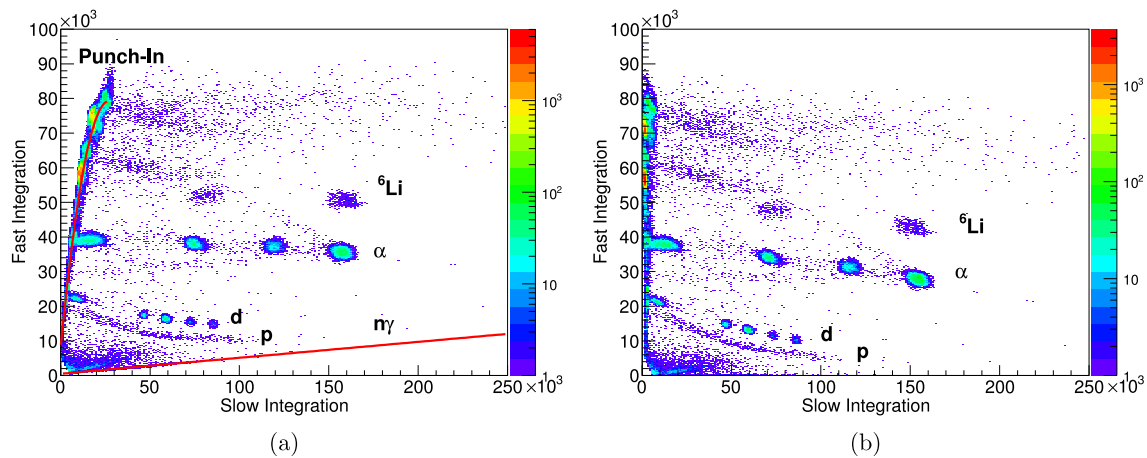 ×10³
100
90
80
70
60
50
40
30
20
10
0
Fast Integration
Punch-In
⁶Li
α
d
p
nγ
0 50 100 150 200 250
×10³
Slow Integration
10³
10²
10
1
(a)
×10³
100
90
80
70
60
50
40
30
20
10
0
Fast Integration
⁶Li
α
d
p
0 50 100 150 200 250
×10³
Slow Integration
10³
10²
10
1
(b)